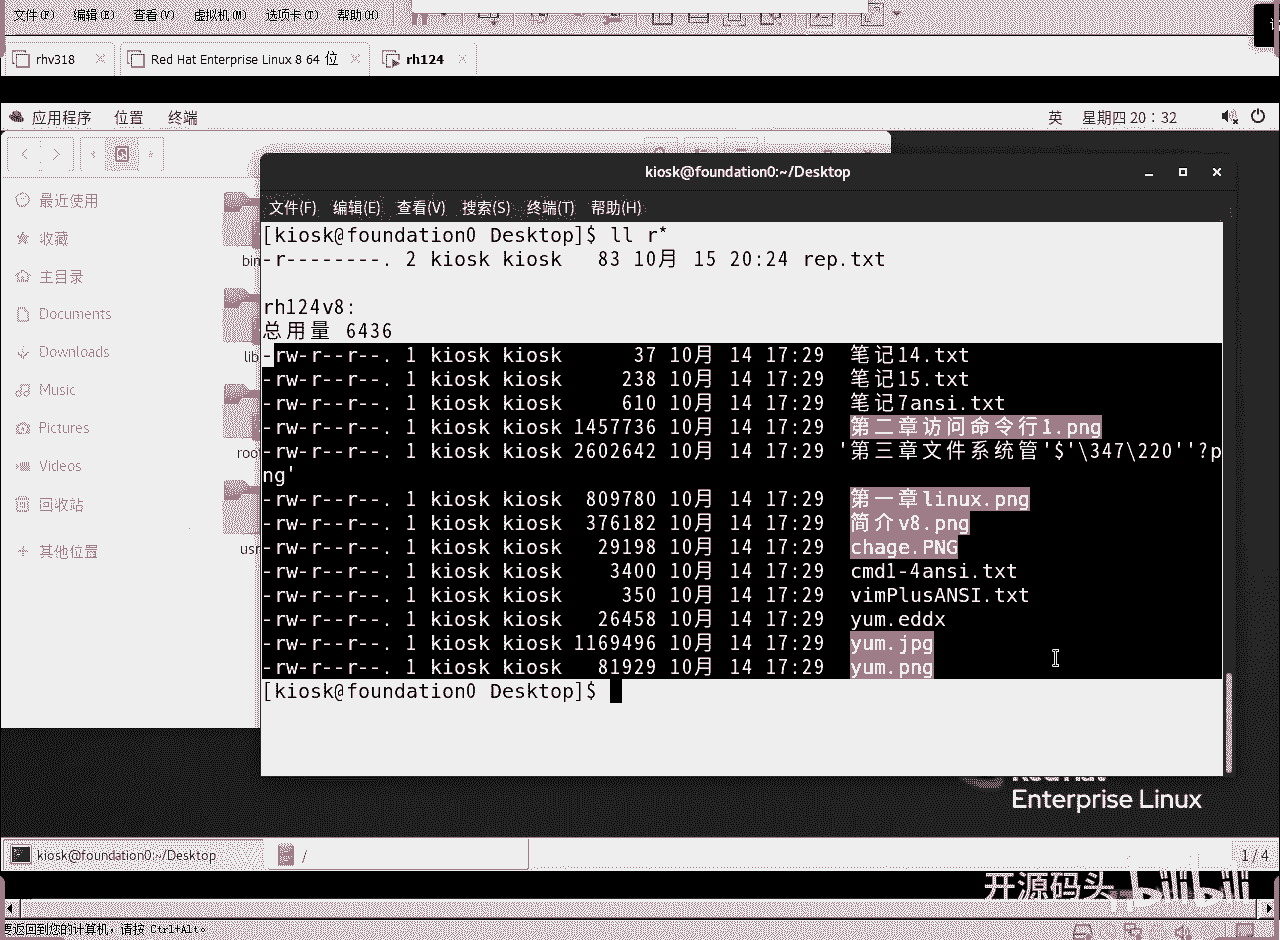 文件(F) 编辑(E) 查看(V) 虚拟机(M) 选项卡(T) 帮助(H)
rhv318 Red Hat Enterprise Linux 8 64 位 rh124
应用程序 位置 终端 英 星期四 20：32
最近使用
收藏
主目录
Documents
Downloads
Music
Pictures
Videos
回收站
其他位置
bin
lib
roo
usr
kiosk@foundation0:~/Desktop
文件(F) 编辑(E) 查看(V) 搜索(S) 终端(T) 帮助(H)
[kiosk@foundation0 Desktop]$ ll r*
-r--------. 2 kiosk kiosk 83 10月 15 20:24 rep.txt
rh124v8:
总用量 6436
-rw-r--r--. 1 kiosk kiosk 37 10月 14 17:29 笔记14.txt
-rw-r--r--. 1 kiosk kiosk 238 10月 14 17:29 笔记15.txt
-rw-r--r--. 1 kiosk kiosk 610 10月 14 17:29 笔记7ansi.txt
-rw-r--r--. 1 kiosk kiosk 1457736 10月 14 17:29 第二章访问命令行1.png
-rw-r--r--. 1 kiosk kiosk 2602642 10月 14 17:29 '第三章文件系统管'$'\347\220''?p
ng'
-rw-r--r--. 1 kiosk kiosk 809780 10月 14 17:29 第一章linux.png
-rw-r--r--. 1 kiosk kiosk 376182 10月 14 17:29 简介v8.png
-rw-r--r--. 1 kiosk kiosk 29198 10月 14 17:29 chage.PNG
-rw-r--r--. 1 kiosk kiosk 3400 10月 14 17:29 cmd1-4ansi.txt
-rw-r--r--. 1 kiosk kiosk 350 10月 14 17:29 vimPlusANSI.txt
-rw-r--r--. 1 kiosk kiosk 26458 10月 14 17:29 yum.eddx
-rw-r--r--. 1 kiosk kiosk 1169496 10月 14 17:29 yum.jpg
-rw-r--r--. 1 kiosk kiosk 81929 10月 14 17:29 yum.png
[kiosk@foundation0 Desktop]$
Enterprise Linux
kiosk@foundation0:~/Desktop / 1/4
开源码头 bilibili
要返回到您的计算机，请按 Ctrl+Alt。